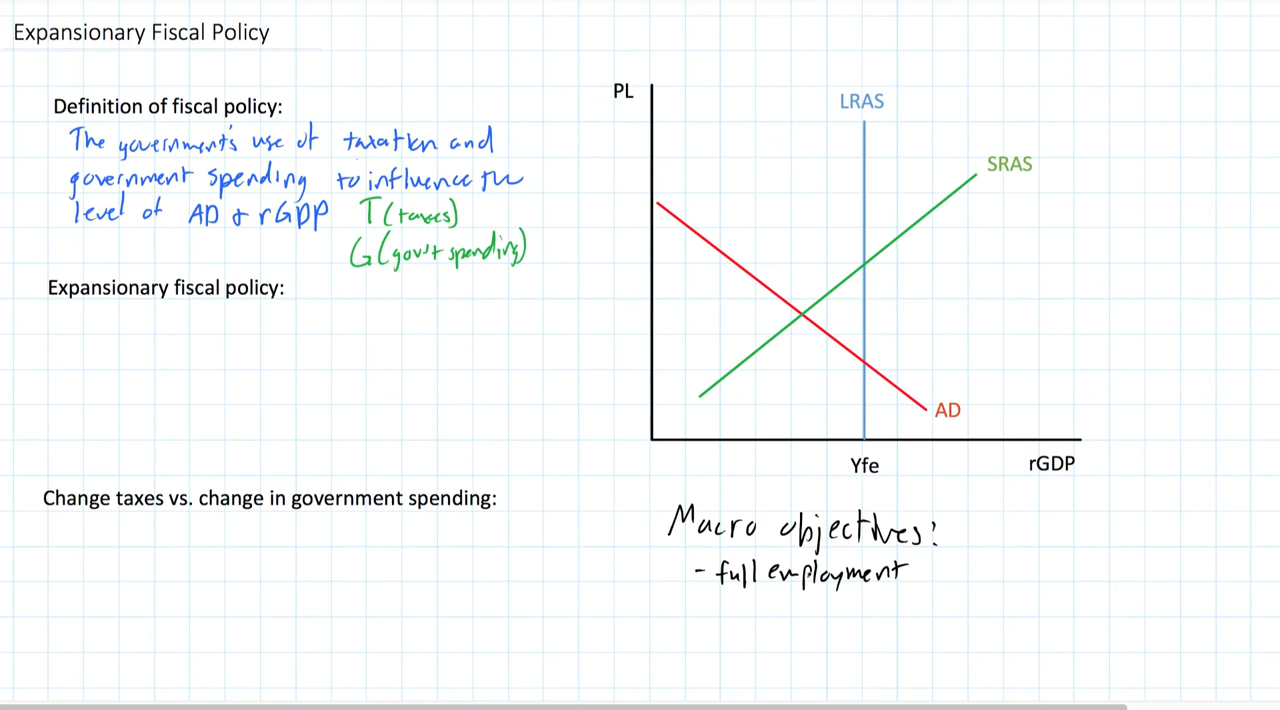 Expansionary Fiscal Policy
Definition of fiscal policy:
The government's use of taxation and
government spending to influence the
level of AD + rGDP T (taxes)
G (gov't spending)
Expansionary fiscal policy:
Change taxes vs. change in government spending:
PL
LRAS
SRAS
AD
Yfe
rGDP
Macro objectives:
- full employment